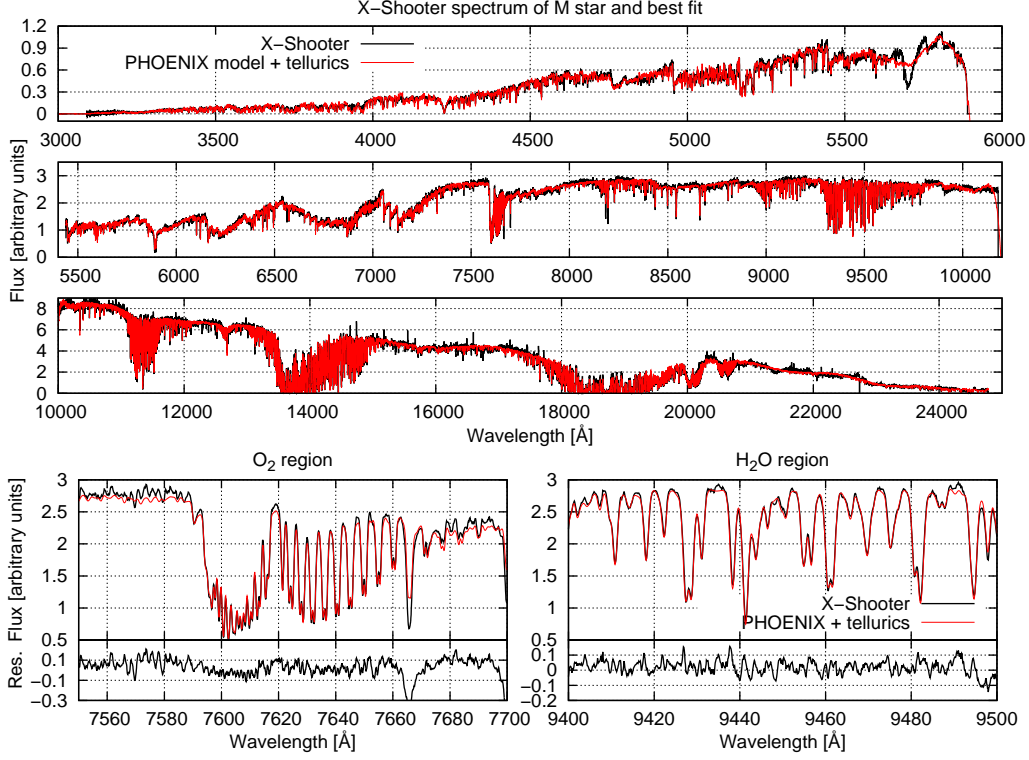 X−Shooter spectrum of M star and best fit
1.2
0.9
0.6
0.3
0
X−Shooter
PHOENIX model + tellurics
3000 3500 4000 4500 5000 5500 6000
Flux [arbitrary units]
3
2
1
0
5500 6000 6500 7000 7500 8000 8500 9000 9500 10000
8
6
4
2
0
10000 12000 14000 16000 18000 20000 22000 24000
Wavelength [Å]
O2 region
Flux [arbitrary units]
3
2.5
2
1.5
1
0.5
Res.
0.1
−0.1
−0.3
7560 7580 7600 7620 7640 7660 7680 7700
Wavelength [Å]
H2O region
3
2.5
2
1.5
1
0.5
X−Shooter
PHOENIX + tellurics
0.1
0
−0.1
−0.2
9400 9420 9440 9460 9480 9500
Wavelength [Å]